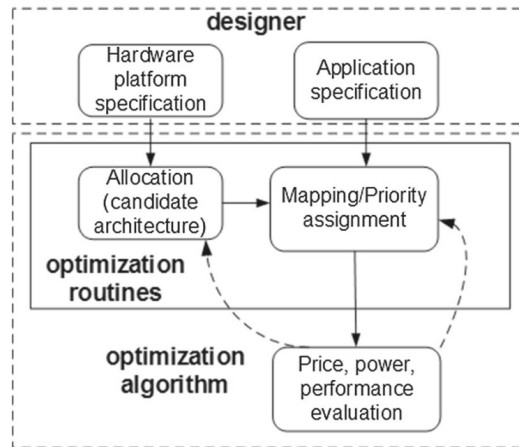 designer
Hardware
platform
specification
Application
specification
Allocation
(candidate
architecture)
Mapping/Priority
assignment
optimization
routines
optimization
algorithm
Price, power,
performance
evaluation